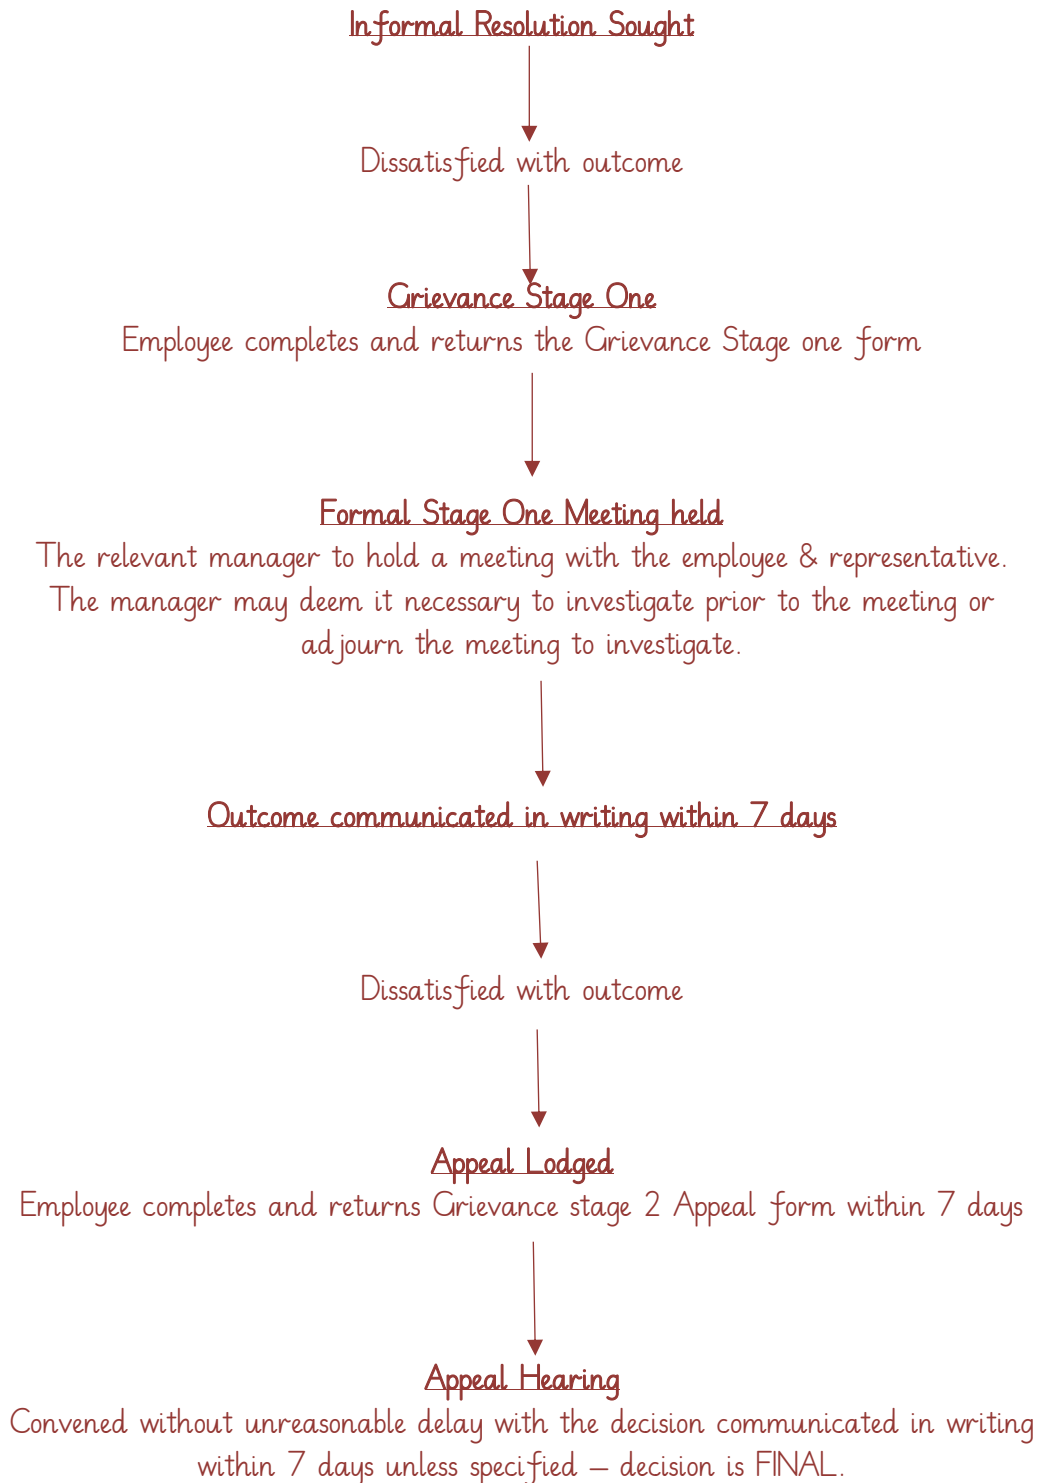 Informal Resolution Sought
Dissatisfied with outcome
Grievance Stage One
Employee completes and returns the Grievance Stage one form
Formal Stage One Meeting held
The relevant manager to hold a meeting with the employee & representative.
The manager may deem it necessary to investigate prior to the meeting or
adjourn the meeting to investigate.
Outcome communicated in writing within 7 days
Dissatisfied with outcome
Appeal Lodged
Employee completes and returns Grievance stage 2 Appeal form within 7 days
Appeal Hearing
Convened without unreasonable delay with the decision communicated in writing
within 7 days unless specified – decision is FINAL.